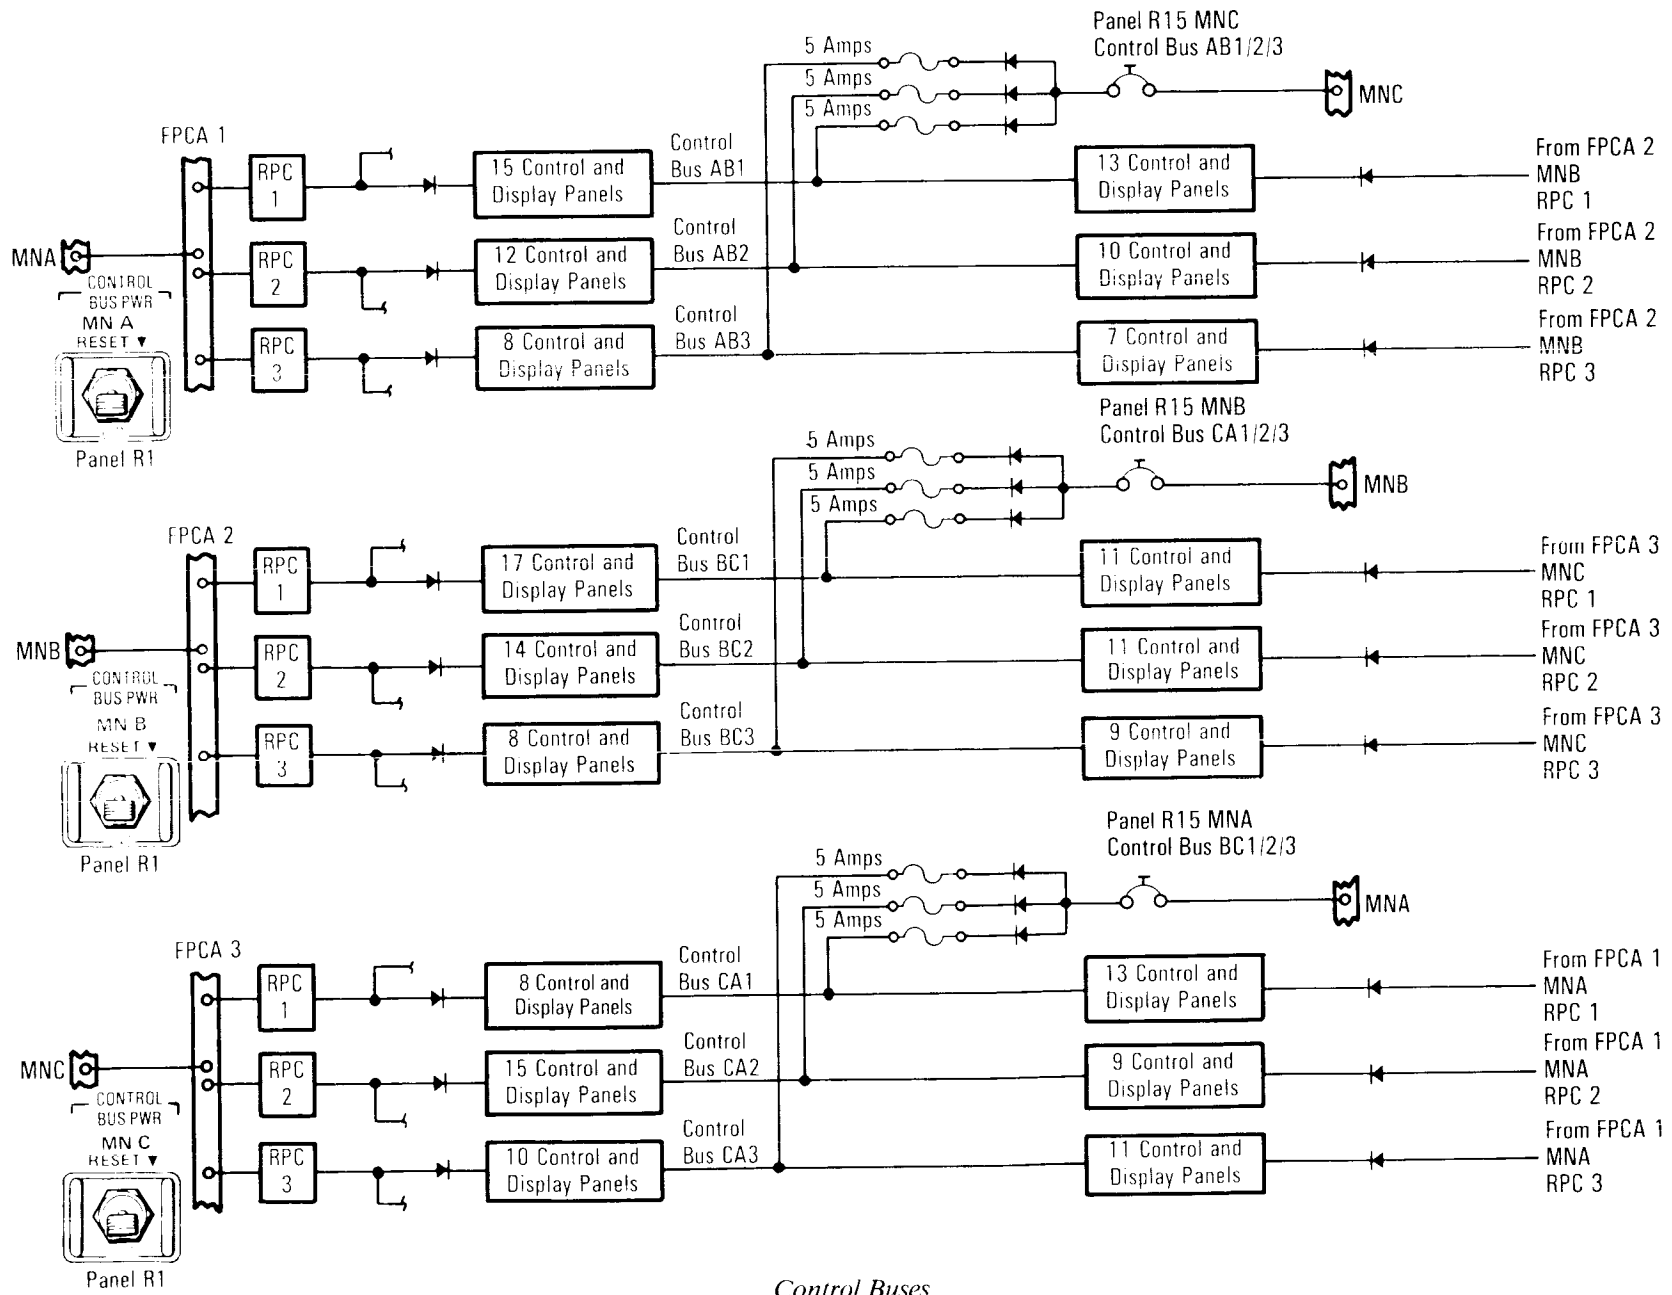 Panel R15 MNC
Control Bus AB1/2/3
5 Amps
5 Amps
5 Amps
MNC
FPCA 1
RPC
1
15 Control and
Display Panels
Control
Bus AB1
13 Control and
Display Panels
From FPCA 2
MNB
RPC 1
MNA
RPC
2
12 Control and
Display Panels
Control
Bus AB2
10 Control and
Display Panels
From FPCA 2
MNB
RPC 2
CONTROL
BUS PWR
MN A
RESET ▼
Panel R1
RPC
3
8 Control and
Display Panels
Control
Bus AB3
7 Control and
Display Panels
From FPCA 2
MNB
RPC 3
Panel R15 MNB
Control Bus CA1/2/3
5 Amps
5 Amps
5 Amps
MNB
FPCA 2
RPC
1
17 Control and
Display Panels
Control
Bus BC1
11 Control and
Display Panels
From FPCA 3
MNC
RPC 1
MNB
RPC
2
14 Control and
Display Panels
Control
Bus BC2
11 Control and
Display Panels
From FPCA 3
MNC
RPC 2
CONTROL
BUS PWR
MN B
RESET ▼
Panel R1
RPC
3
8 Control and
Display Panels
Control
Bus BC3
9 Control and
Display Panels
From FPCA 3
MNC
RPC 3
Panel R15 MNA
Control Bus BC1/2/3
5 Amps
5 Amps
5 Amps
MNA
FPCA 3
RPC
1
8 Control and
Display Panels
Control
Bus CA1
13 Control and
Display Panels
From FPCA 1
MNA
RPC 1
MNC
RPC
2
15 Control and
Display Panels
Control
Bus CA2
9 Control and
Display Panels
From FPCA 1
MNA
RPC 2
CONTROL
BUS PWR
MN C
RESET ▼
Panel R1
RPC
3
10 Control and
Display Panels
Control
Bus CA3
11 Control and
Display Panels
From FPCA 1
MNA
RPC 3
Control Buses